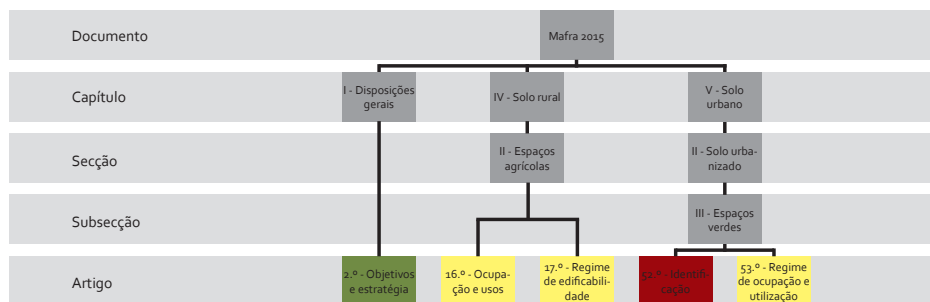 Documento
Mafra 2015
Capítulo
I - Disposições
gerais
IV - Solo rural
V - Solo
urbano
Secção
II - Espaços
agrícolas
II - Solo urba-
nizado
Subsecção
III - Espaços
verdes
Artigo
2.º - Objetivos
e estratégia
16.º - Ocupa-
ção e usos
17.º - Regime
de edificabili-
dade
52.º - Identifi-
cação
53.º - Regime
de ocupação e
utilização